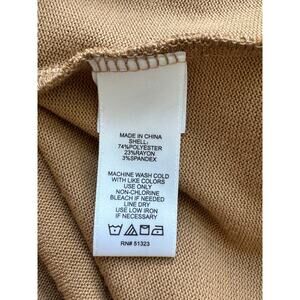 MADE IN CHINA
SHELL:
74%POLYESTER
23%RAYON
3%SPANDEX
MACHINE WASH COLD
WITH LIKE COLORS
USE ONLY
NON-CHLORINE
BLEACH IF NEEDED
LINE DRY
USE LOW IRON
IF NECESSARY
RN# 51323